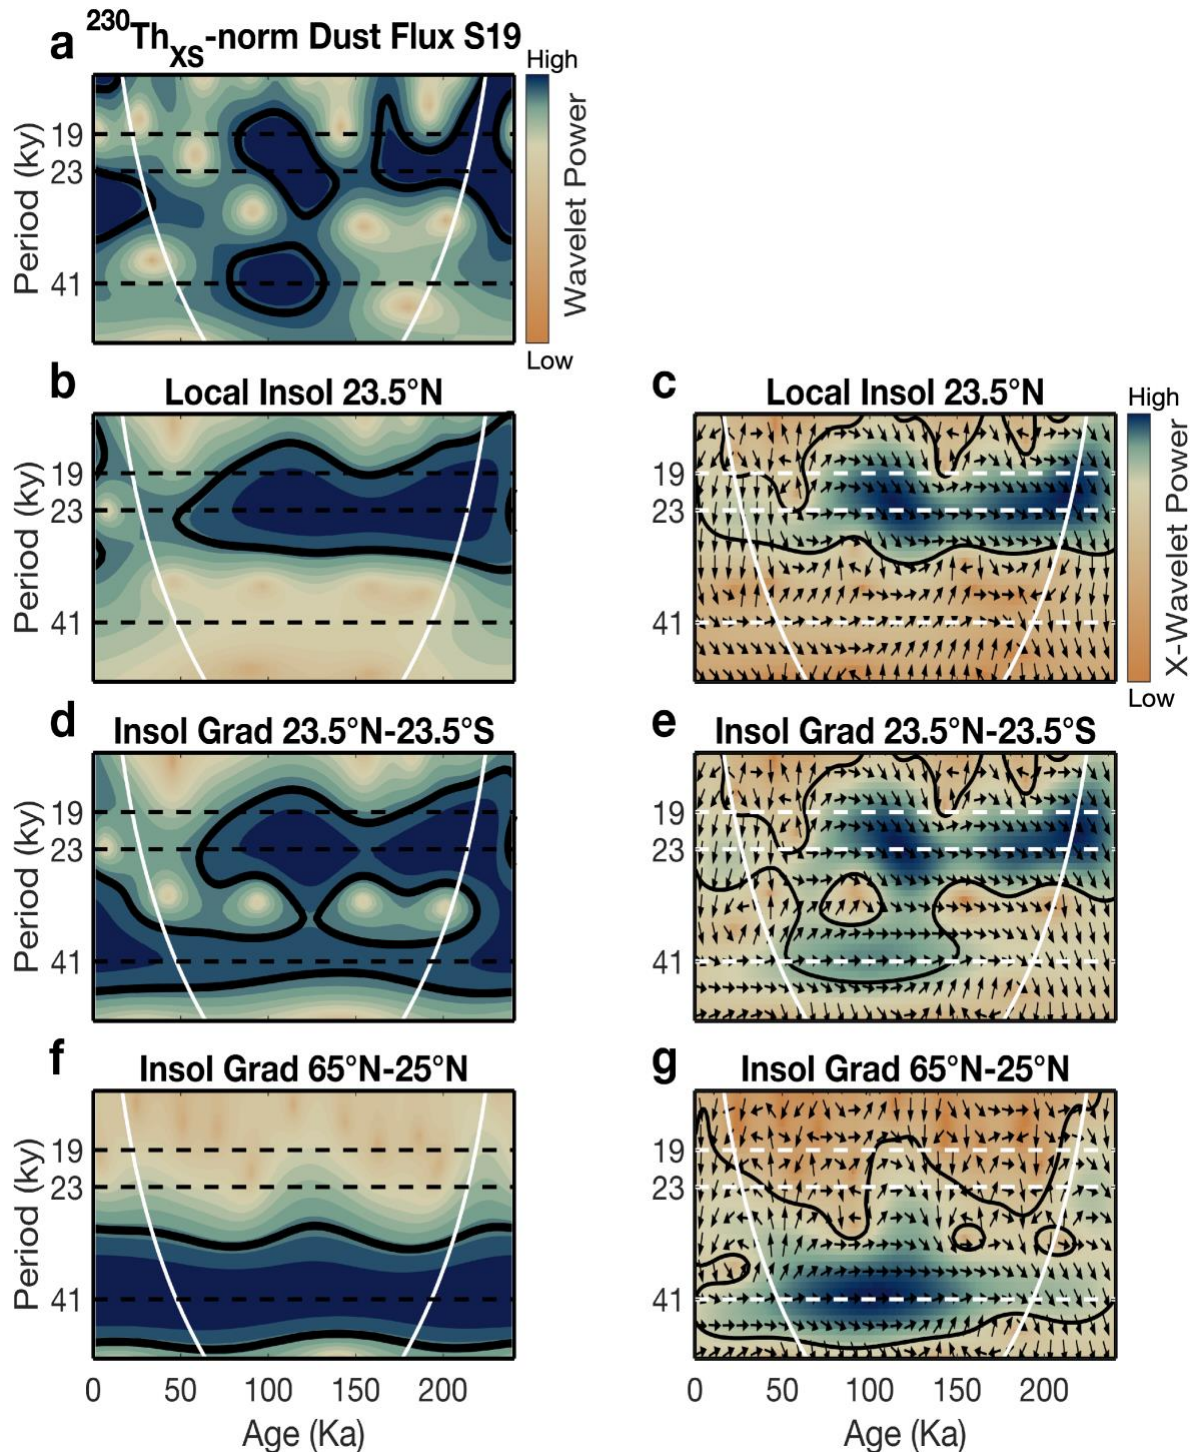 a ²³⁰Th_XS-norm Dust Flux S19
High
Wavelet Power
Low
Period (ky)
19
23
41
b Local Insol 23.5°N
Period (ky)
19
23
41
c Local Insol 23.5°N
High
X-Wavelet Power
Low
19
23
41
d Insol Grad 23.5°N-23.5°S
Period (ky)
19
23
41
e Insol Grad 23.5°N-23.5°S
19
23
41
f Insol Grad 65°N-25°N
Period (ky)
19
23
41
0 50 100 150 200
Age (Ka)
g Insol Grad 65°N-25°N
19
23
41
0 50 100 150 200
Age (Ka)